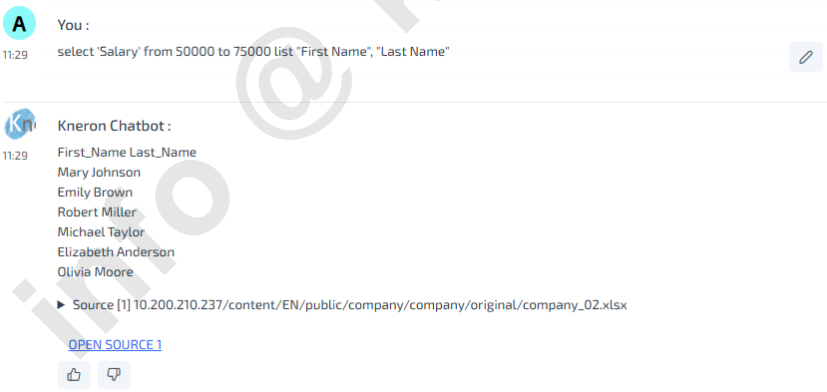 A
You :
11:29
select 'Salary' from 50000 to 75000 list "First Name", "Last Name"
Kne
Kneron Chatbot :
11:29
First_Name Last_Name
Mary Johnson
Emily Brown
Robert Miller
Michael Taylor
Elizabeth Anderson
Olivia Moore
Source [1] 10.200.210.237/content/EN/public/company/company/original/company_02.xlsx
OPEN SOURCE 1
info @